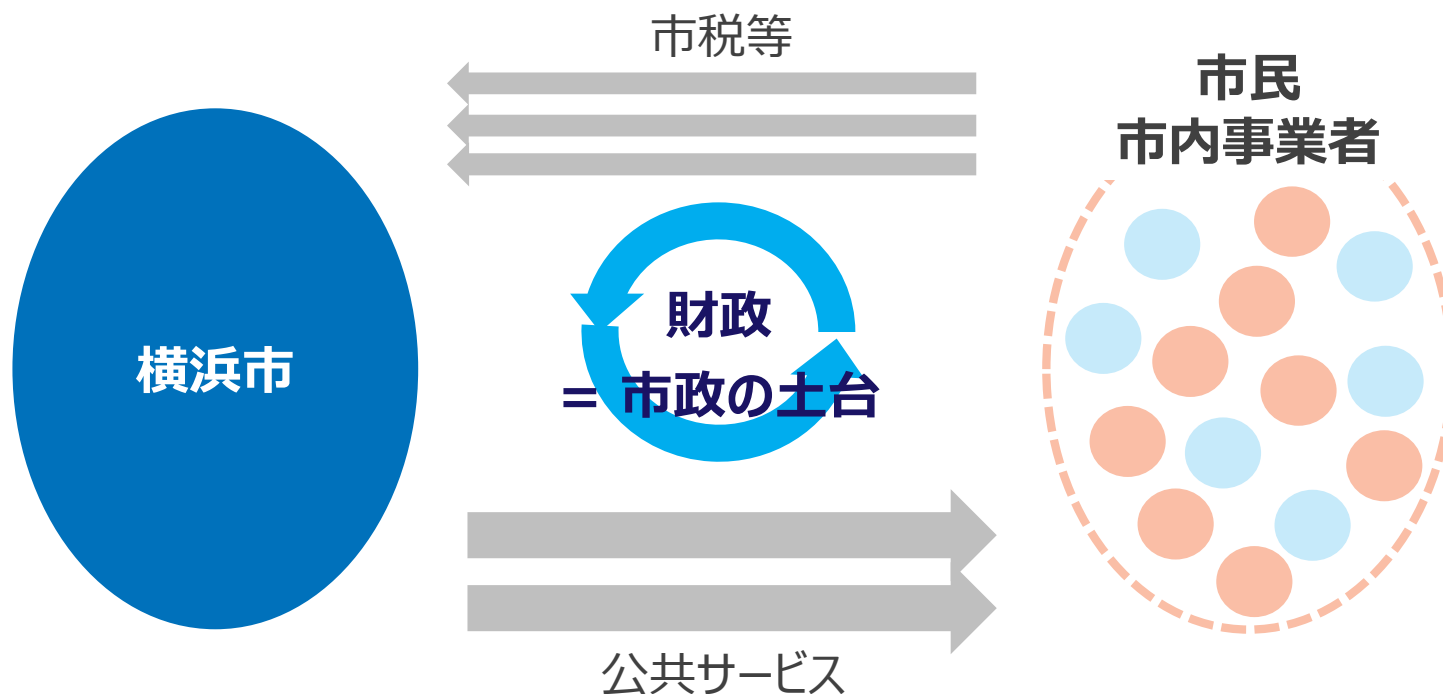 市税等
市民
市内事業者
横浜市
財政
= 市政の土台
公共サービス